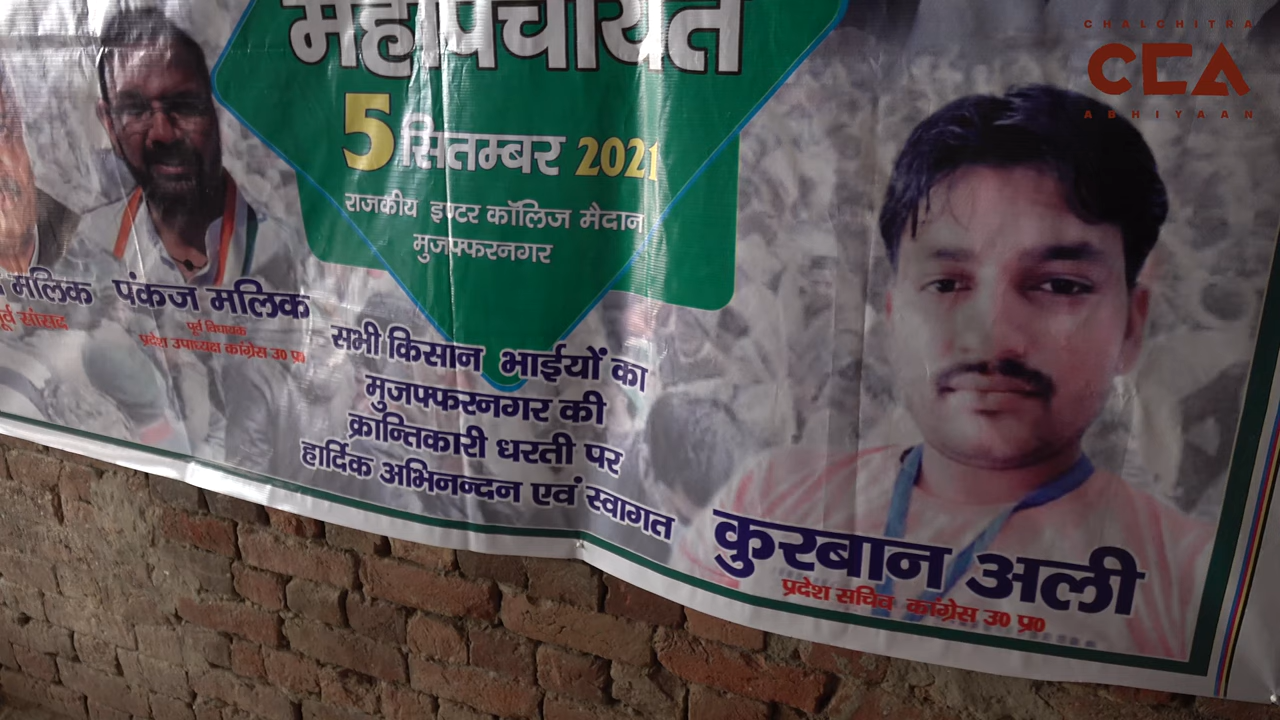 महापंचायत
5 सितम्बर 2021
राजकीय इण्टर कॉलिज मैदान
मुजफ्फरनगर
मलिक
पूर्व सांसद
पंकज मलिक
पूर्व विधायक
प्रदेश उपाध्यक्ष कांग्रेस उ0 प्र0
सभी किसान भाईयों का
मुजफ्फरनगर की
क्रान्तिकारी धरती पर
हार्दिक अभिनन्दन एवं स्वागत
कुरबान अली
प्रदेश सचिव कांग्रेस उ0 प्र0
CHALCHITRA
CEA
ABHIYAAN